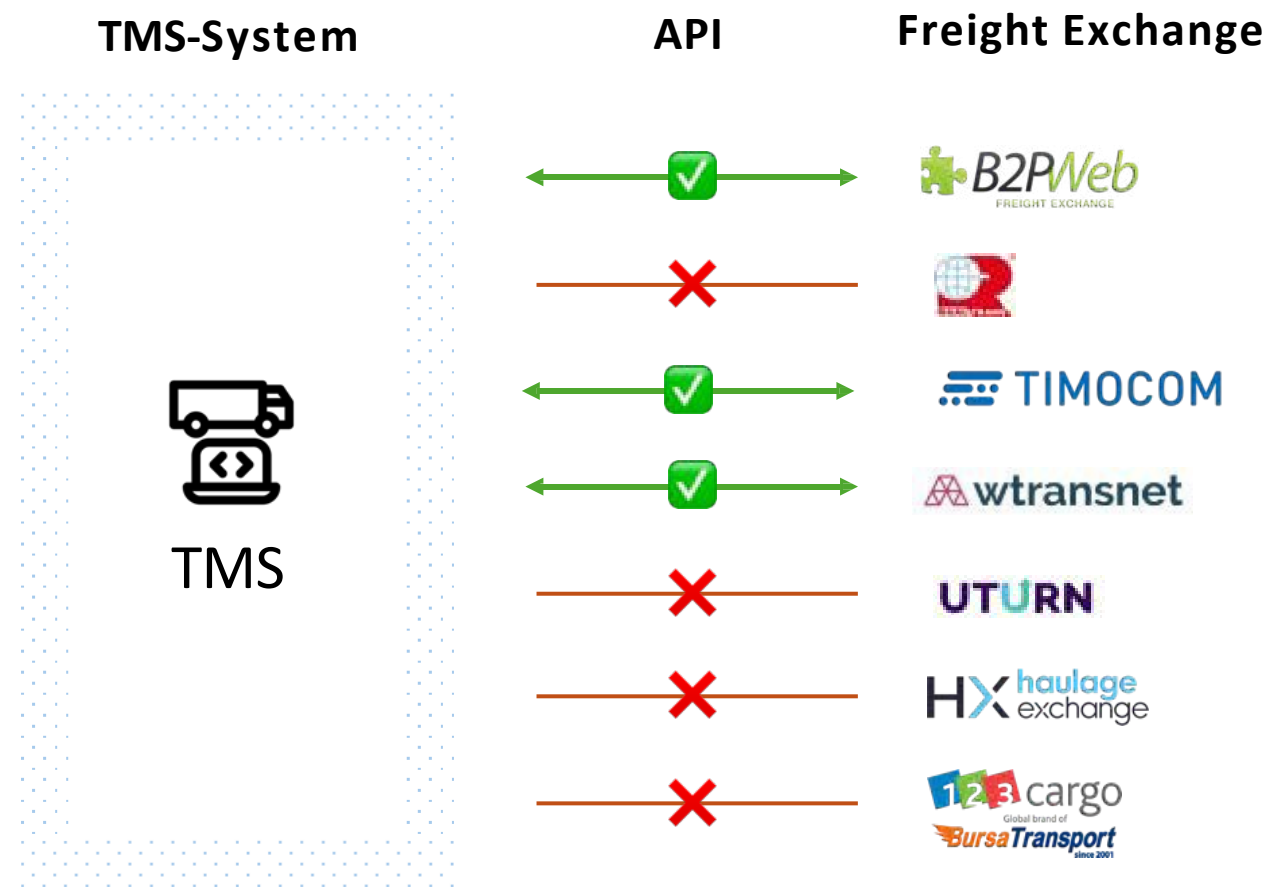 TMS-System
API
Freight Exchange
B2PWeb
FREIGHT EXCHANGE
TIMOCOM
wtransnet
TMS
UTURN
HX haulage
exchange
123 cargo
Global brand of
BursaTransport
since 2001